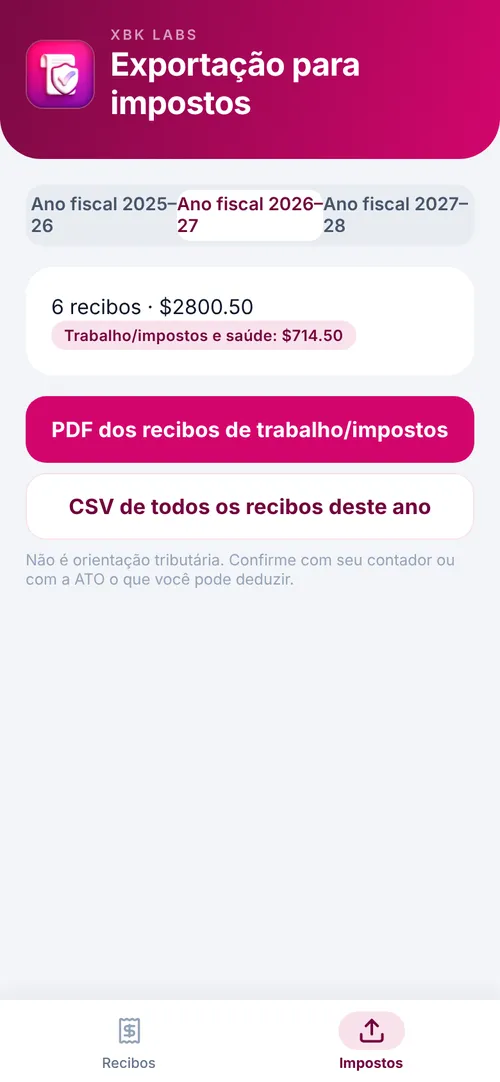 XBK LABS
Exportação para
impostos
Ano fiscal 2025–
26
Ano fiscal 2026–
27
Ano fiscal 2027–
28
6 recibos · $2800.50
Trabalho/impostos e saúde: $714.50
PDF dos recibos de trabalho/impostos
CSV de todos os recibos deste ano
Não é orientação tributária. Confirme com seu contador ou
com a ATO o que você pode deduzir.
Recibos
Impostos